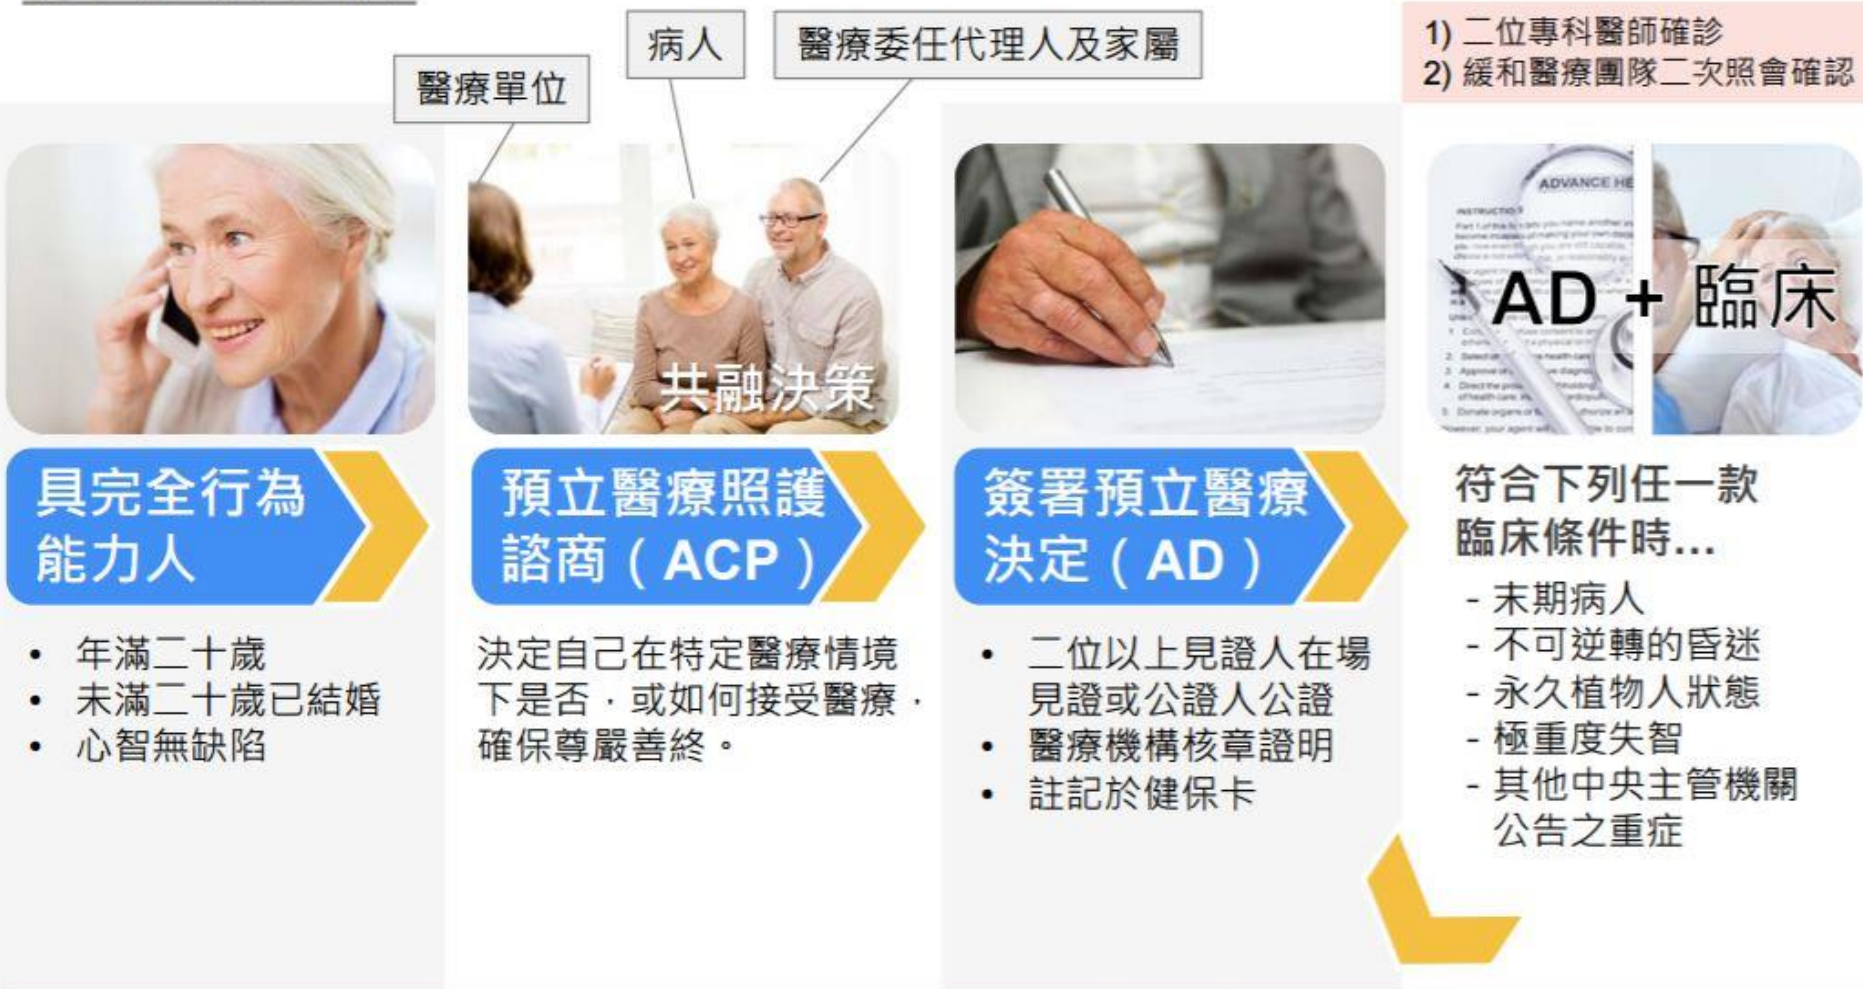 醫療單位
病人
醫療委任代理人及家屬
1) 二位專科醫師確診
2) 緩和醫療團隊二次照會確認
共融決策
ADVANCE HE
AD + 臨床
具完全行為
能力人
• 年滿二十歲
• 未滿二十歲已結婚
• 心智無缺陷
預立醫療照護
諮商（ACP）
決定自己在特定醫療情境
下是否，或如何接受醫療，
確保尊嚴善終。
簽署預立醫療
決定（AD）
• 二位以上見證人在場
見證或公證人公證
• 醫療機構核章證明
• 註記於健保卡
符合下列任一款
臨床條件時...
- 末期病人
- 不可逆轉的昏迷
- 永久植物人狀態
- 極重度失智
- 其他中央主管機關
公告之重症